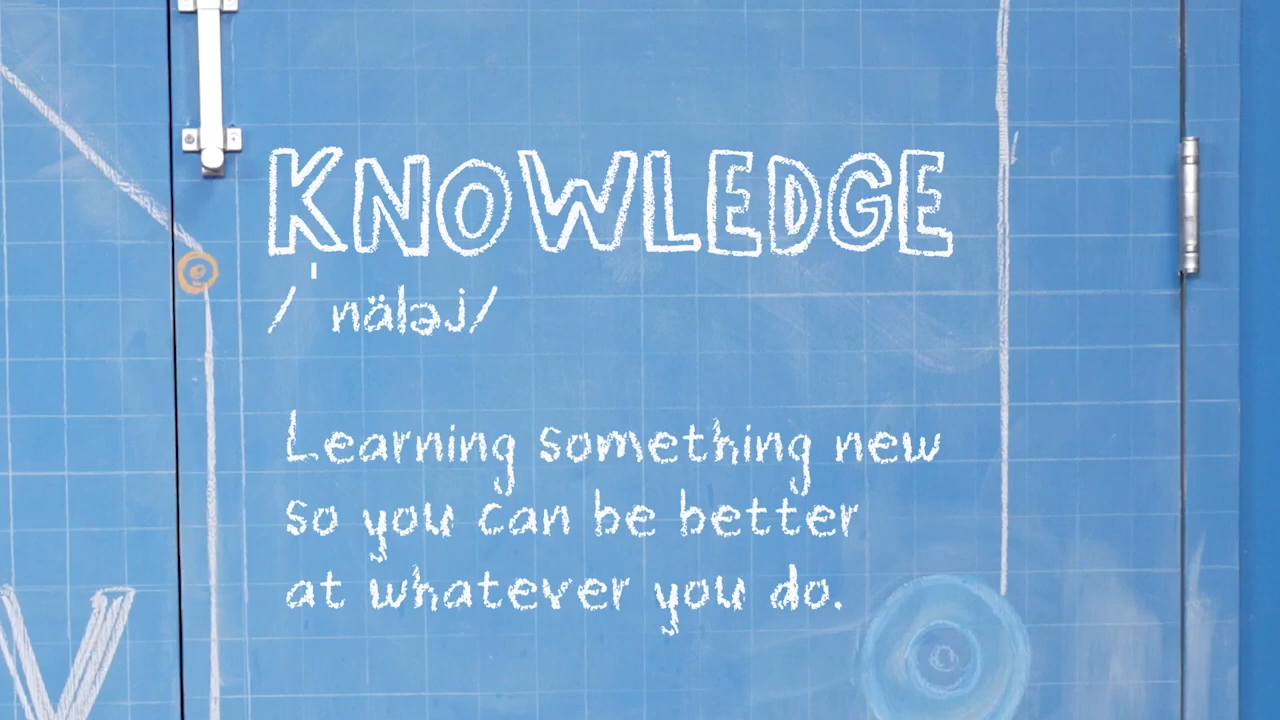 KNOWLEDGE
/ˈnäləj/
Learning something new
so you can be better
at whatever you do.
V